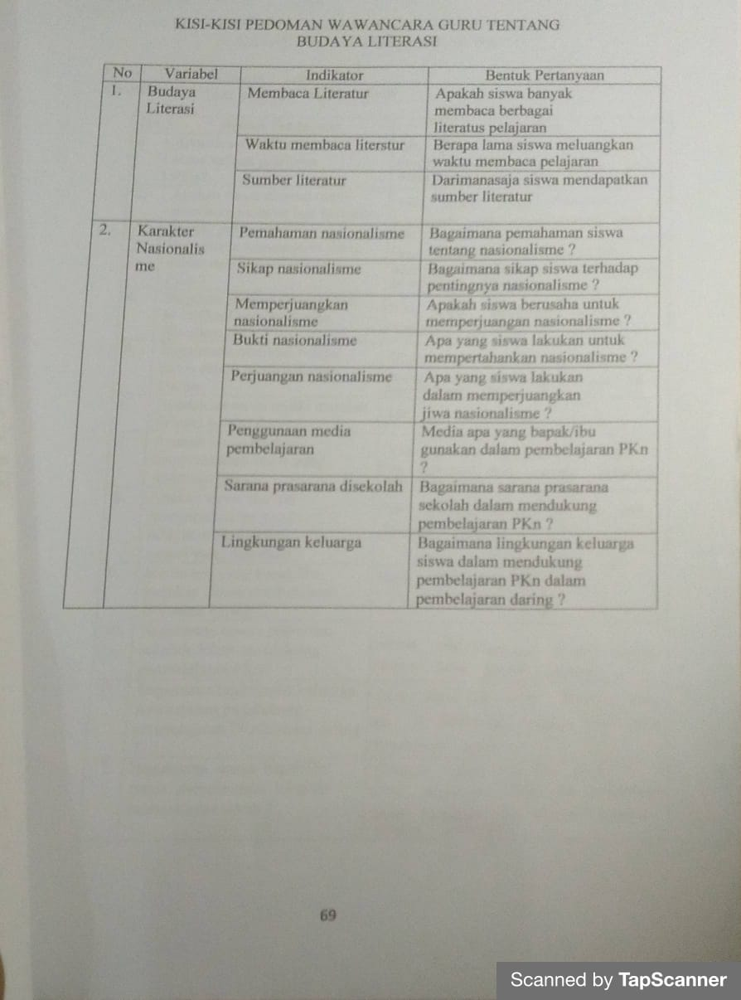 KISI-KISI PEDOMAN WAWANCARA GURU TENTANG
BUDAYA LITERASI
No Variabel Indikator Bentuk Pertanyaan
1. Budaya Literasi
Membaca Literatur
Apakah siswa banyak
membaca berbagai
literatus pelajaran
Waktu membaca literstur
Berapa lama siswa meluangkan
waktu membaca pelajaran
Sumber literatur
Darimanasaja siswa mendapatkan
sumber literatur
2. Karakter
Nasionalis
me
Pemahaman nasionalisme
Bagaimana pemahaman siswa
tentang nasionalisme ?
Sikap nasionalisme
Bagaimana sikap siswa terhadap
pentingnya nasionalisme ?
Memperjuangkan
nasionalisme
Apakah siswa berusaha untuk
memperjuangan nasionalisme ?
Bukti nasionalisme
Apa yang siswa lakukan untuk
mempertahankan nasionalisme ?
Perjuangan nasionalisme
Apa yang siswa lakukan
dalam memperjuangkan
jiwa nasionalisme ?
Penggunaan media
pembelajaran
Media apa yang bapak/ibu
gunakan dalam pembelajaran PKn
?
Sarana prasarana disekolah
Bagaimana sarana prasarana
sekolah dalam mendukung
pembelajaran PKn ?
Lingkungan keluarga
Bagaimana lingkungan keluarga
siswa dalam mendukung
pembelajaran PKn dalam
pembelajaran daring ?
69
Scanned by TapScanner